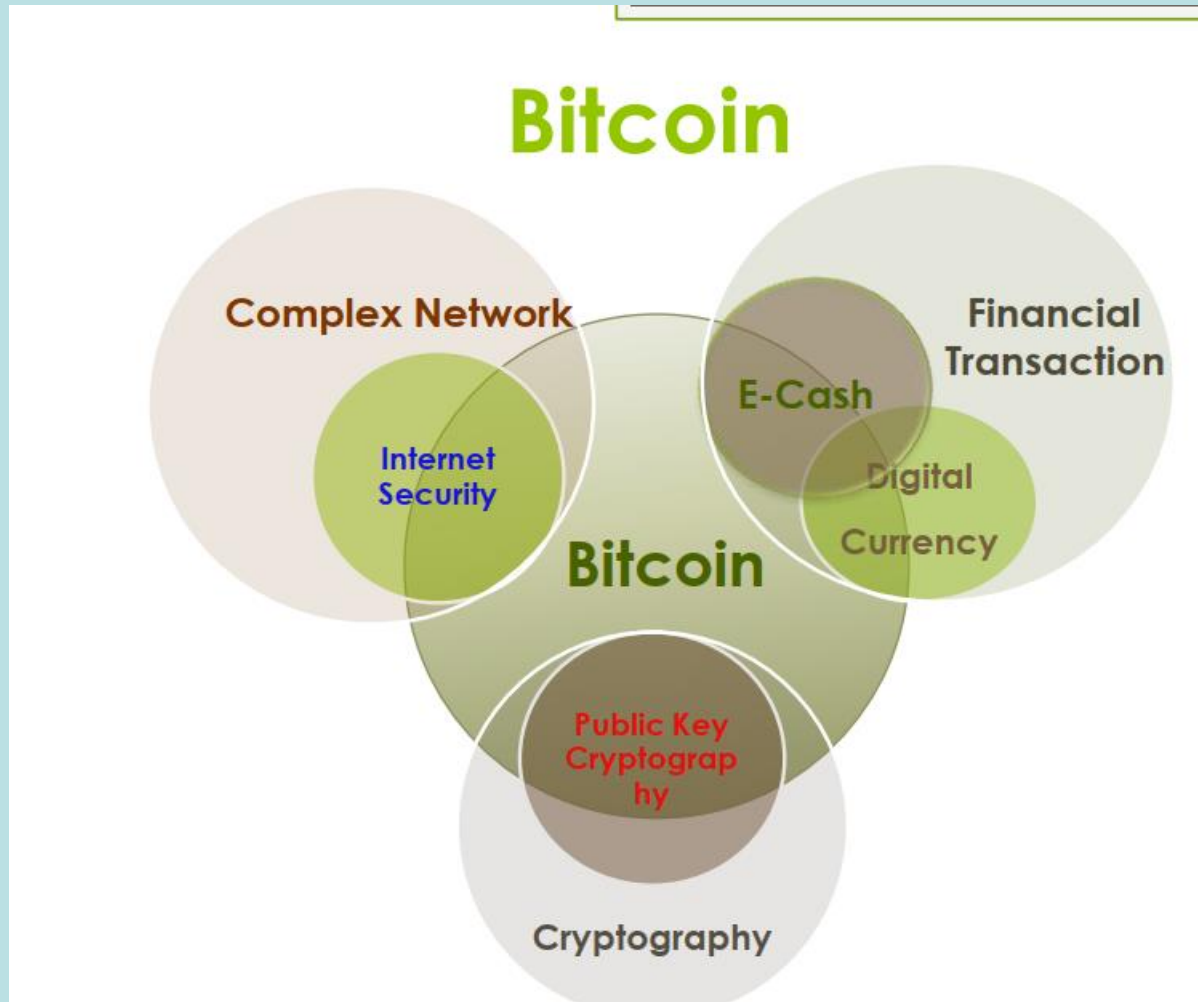 Bitcoin
Complex Network
Financial
Transaction
E-Cash
Internet
Security
Digital
Currency
Bitcoin
Public Key
Cryptograp
hy
Cryptography